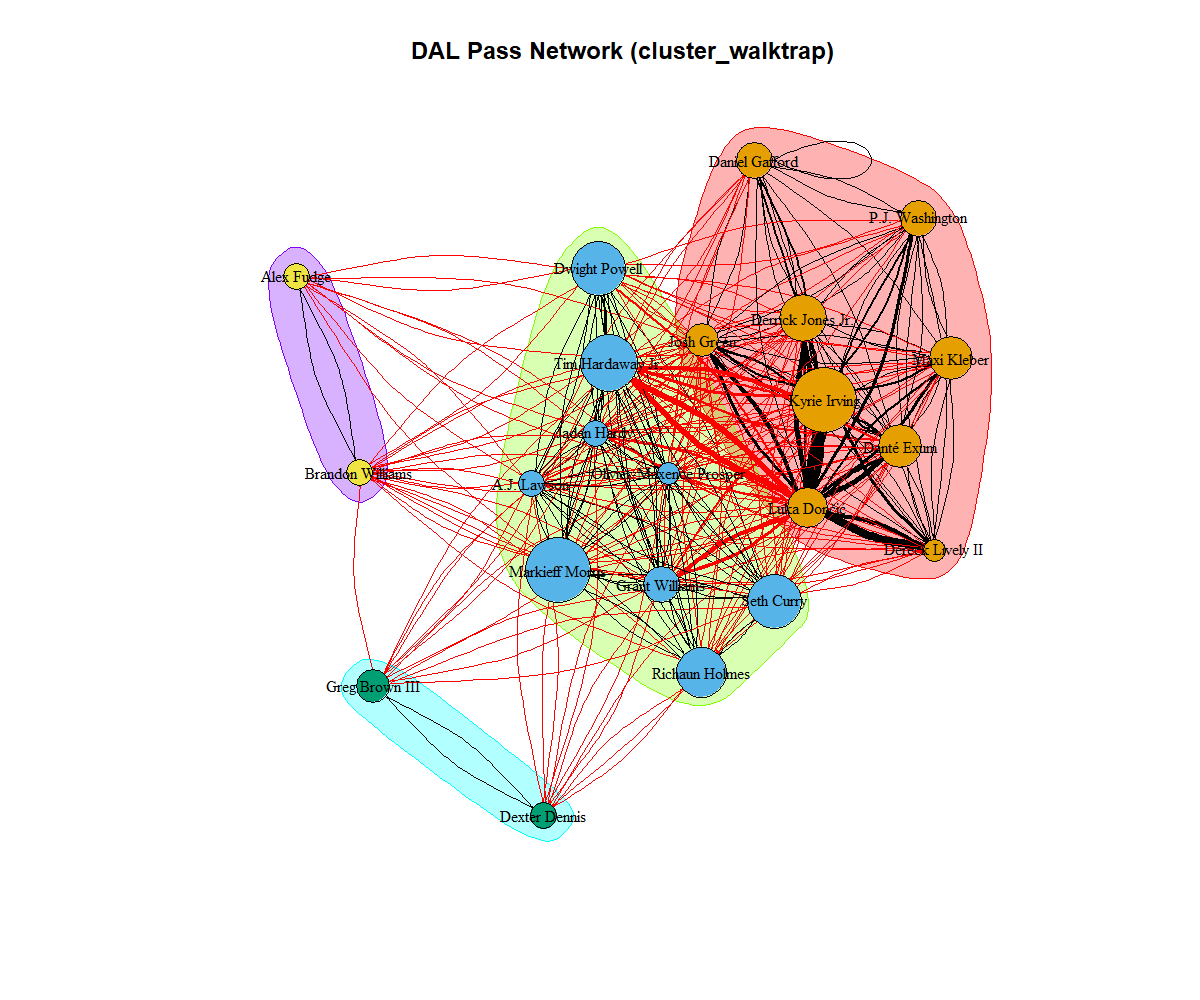 DAL Pass Network (cluster_walktrap)
Daniel Gafford
P.J. Washington
Alex Fudge
Dwight Powell
Derrick Jones Jr.
Josh Green
Tim Hardaway Jr.
Maxi Kleber
Kyrie Irving
Jaden Hardy
Danté Exum
Brandon Williams
Olivier-Maxence Prosper
A.J. Lawson
Luka Doncic
Dereck Lively II
Markieff Morris
Grant Williams
Seth Curry
Richaun Holmes
Greg Brown III
Dexter Dennis